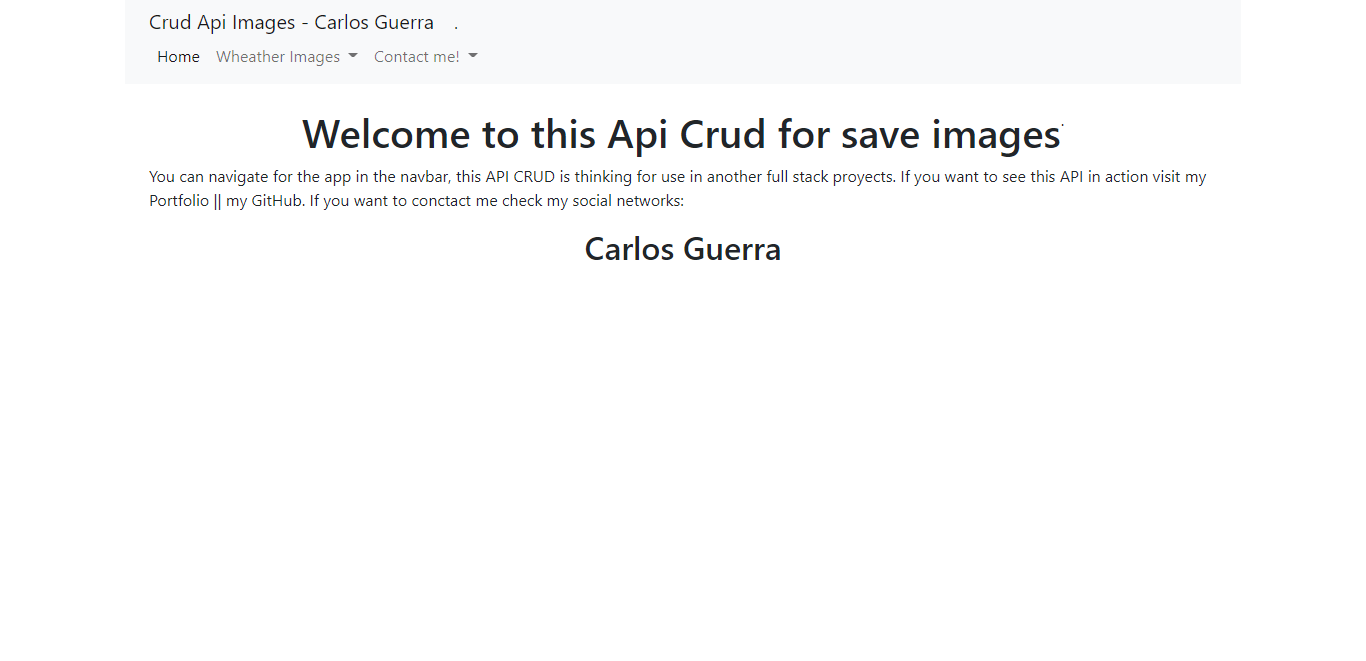 Crud Api Images - Carlos Guerra .
Home Wheather Images Contact me!
Welcome to this Api Crud for save images.
You can navigate for the app in the navbar, this API CRUD is thinking for use in another full stack proyects. If you want to see this API in action visit my
Portfolio || my GitHub. If you want to conctact me check my social networks:
Carlos Guerra